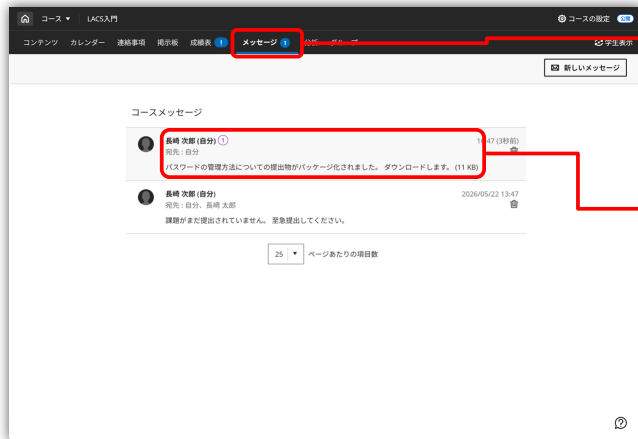 コース ▼ LACS入門 コースの設定 公開
コンテンツ カレンダー 連絡事項 掲示板 成績表 ! メッセージ 1 学生表示
新しいメッセージ
コースメッセージ
長崎 次郎 (自分) 1 (3秒前)
宛先 : 自分
パスワードの管理方法についての提出物がパッケージ化されました。 ダウンロードします。 (11 KB)
長崎 次郎 (自分) 2026/05/22 13:47
宛先 : 自分、長崎 太郎
課題がまだ提出されていません。 至急提出してください。
25 ▼ ページあたりの項目数